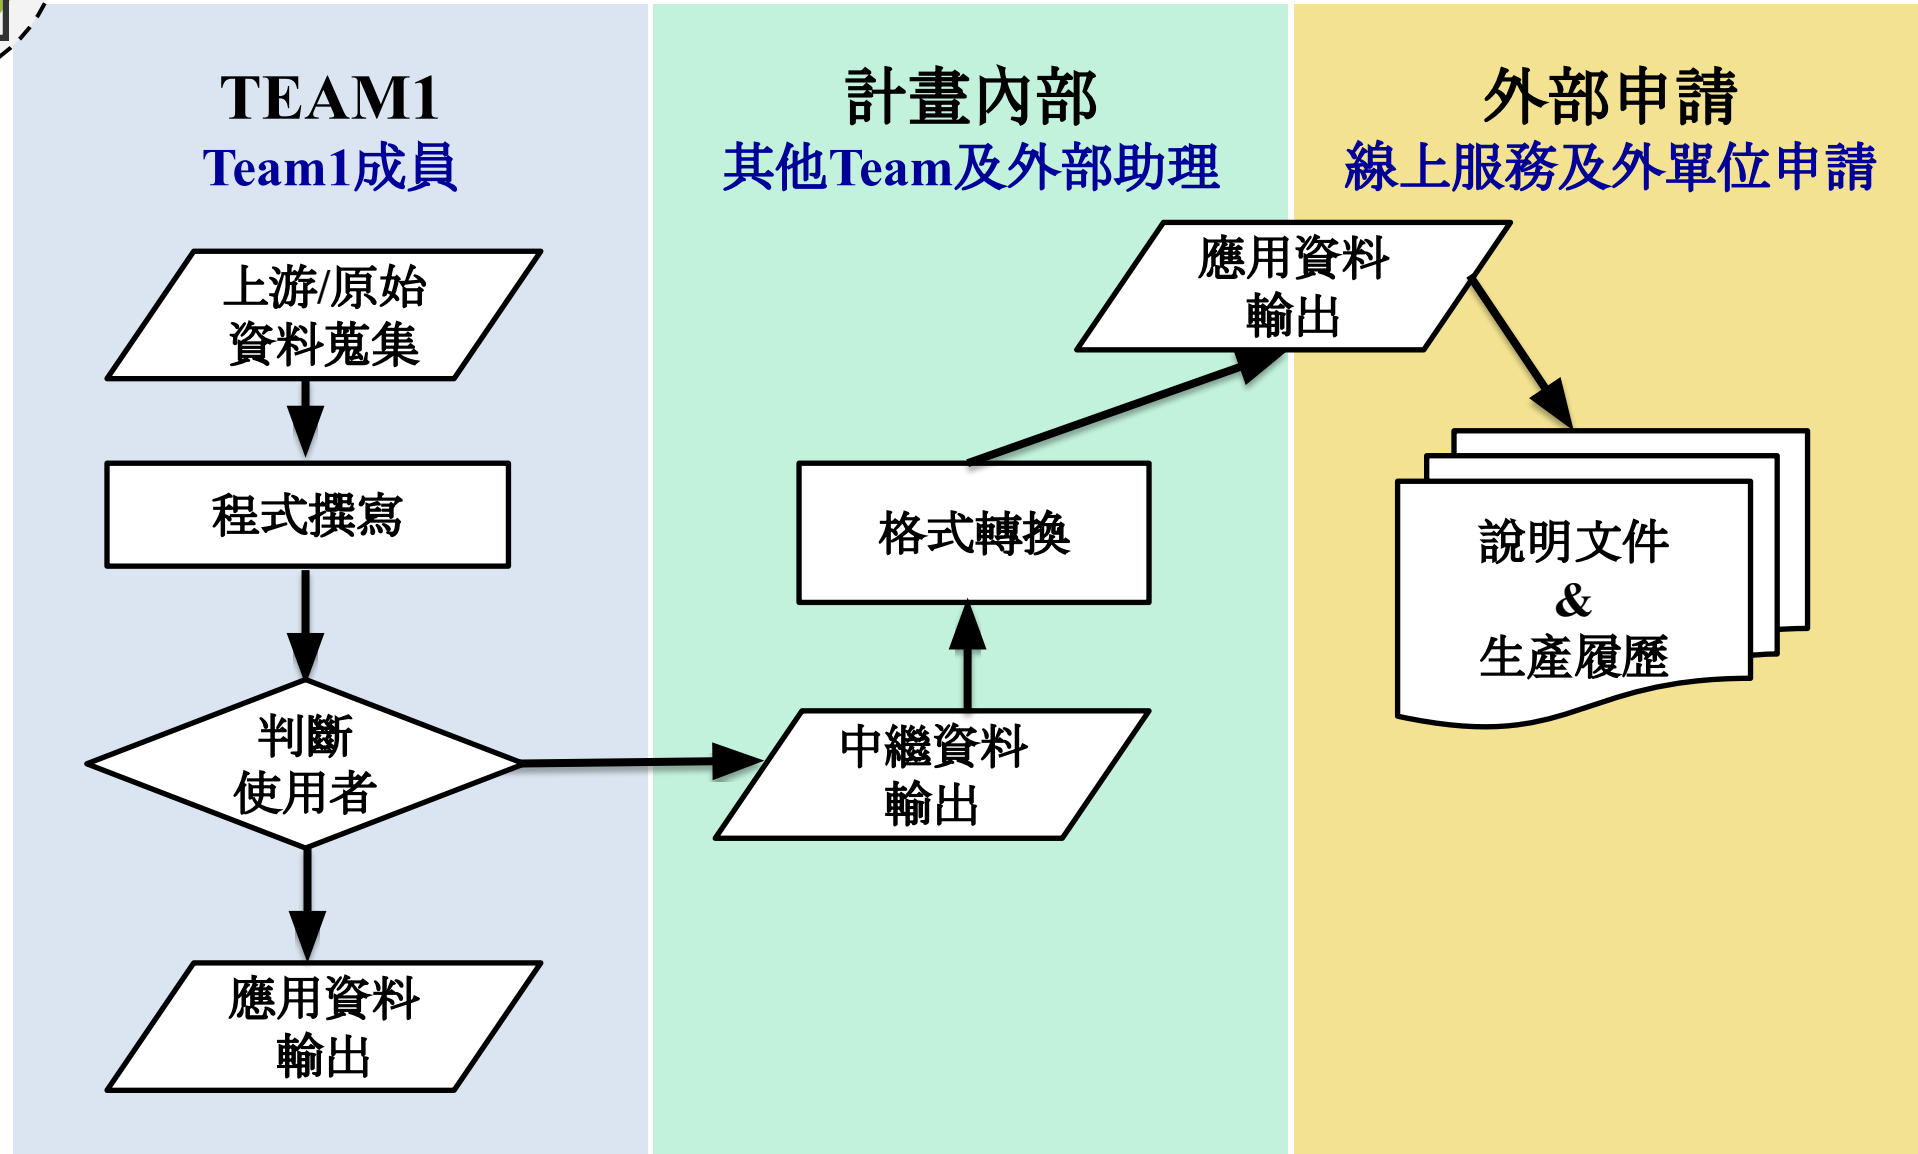 TEAM1
Team1成員
上游/原始
資料蒐集
程式撰寫
判斷
使用者
應用資料
輸出
計畫內部
其他Team及外部助理
應用資料
輸出
格式轉換
中繼資料
輸出
外部申請
線上服務及外單位申請
說明文件
&
生產履歷